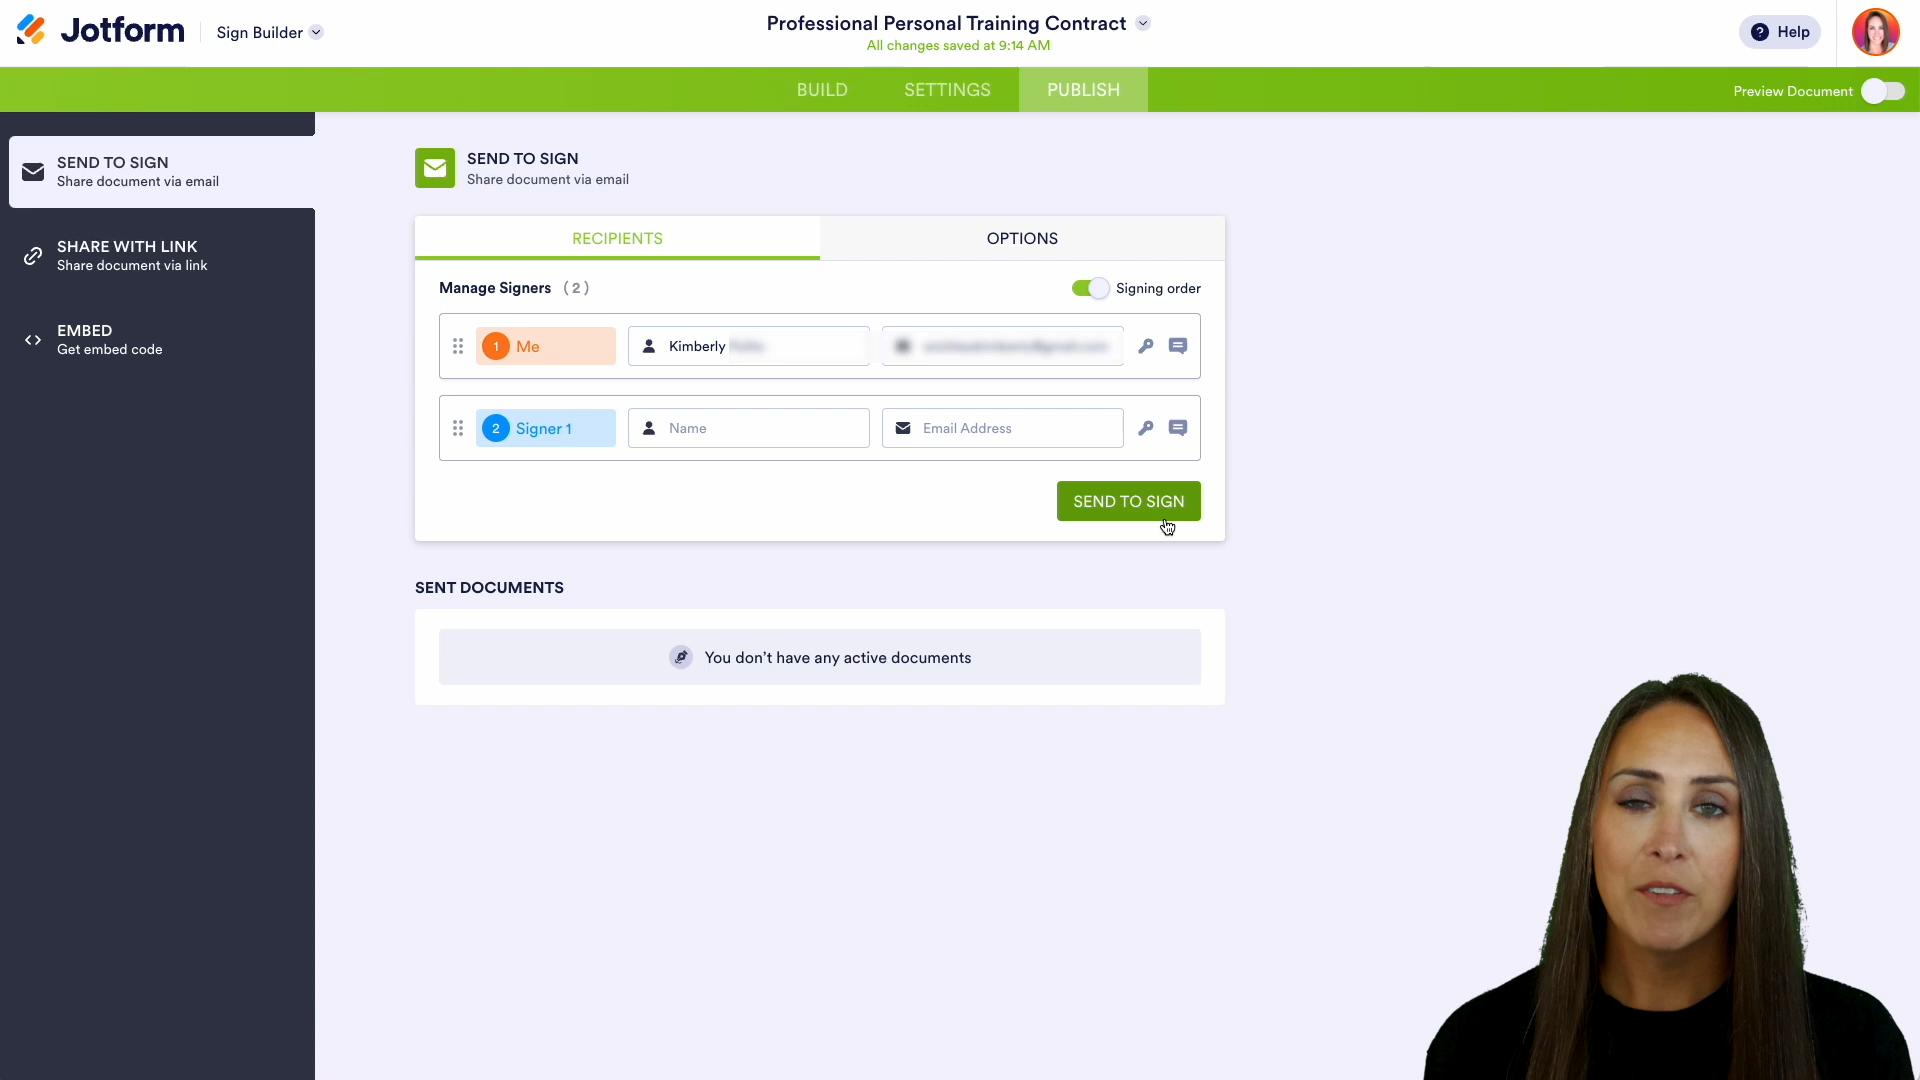 Jotform
Sign Builder
Professional Personal Training Contract
All changes saved at 9:14 AM
? Help
BUILD
SETTINGS
PUBLISH
Preview Document
SEND TO SIGN
Share document via email
SHARE WITH LINK
Share document via link
EMBED
Get embed code
SEND TO SIGN
Share document via email
RECIPIENTS
OPTIONS
Manage Signers (2)
Signing order
1 Me
Kimberly
2 Signer 1
Name
Email Address
SEND TO SIGN
SENT DOCUMENTS
You don't have any active documents